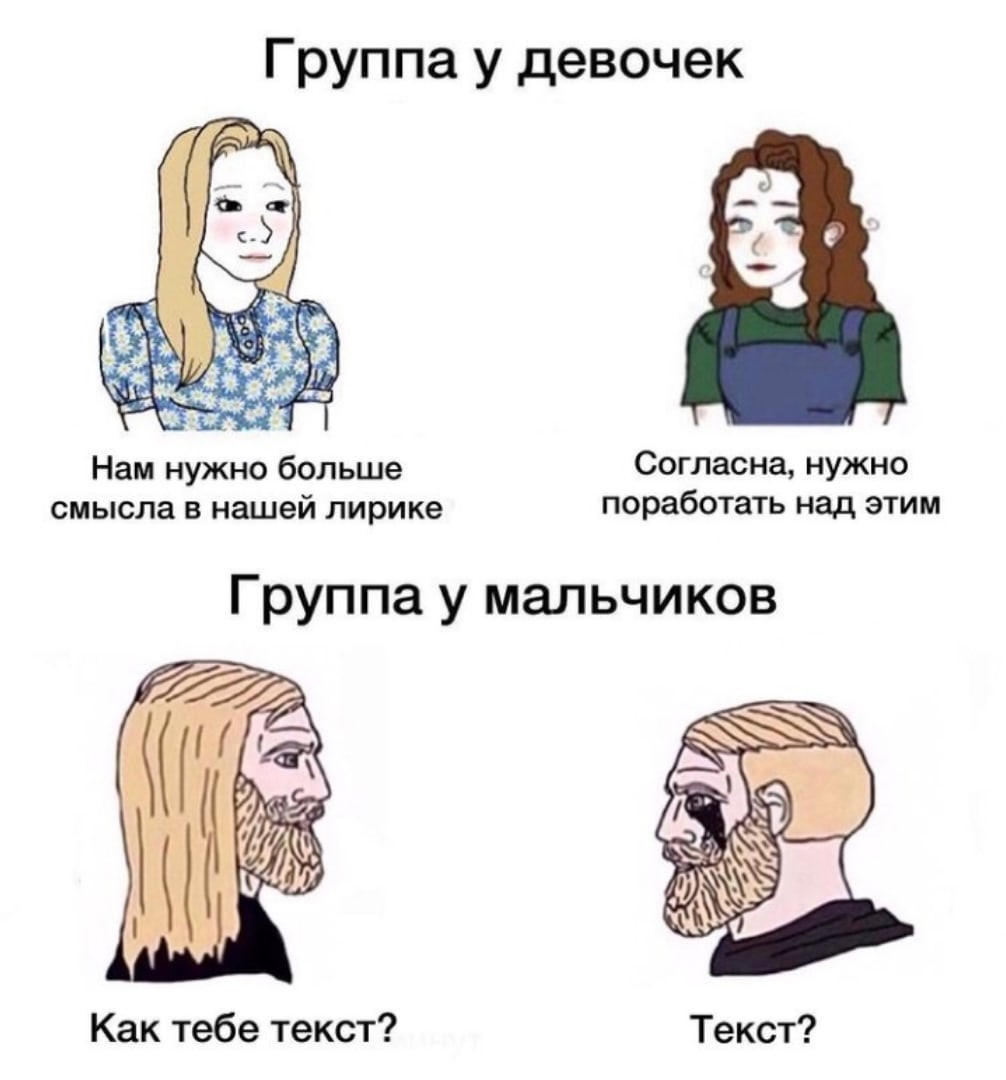 Группа у девочек
Нам нужно больше
смысла в нашей лирике
Согласна, нужно
поработать над этим
Группа у мальчиков
Как тебе текст?
Текст?